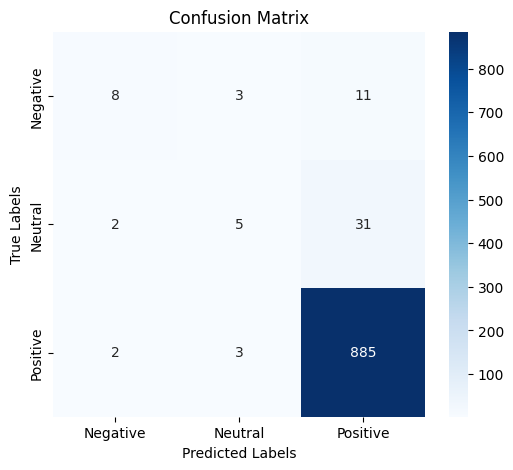 Confusion Matrix
True Labels
Negative
8 3 11
Neutral
2 5 31
Positive
2 3 885
Negative Neutral Positive
Predicted Labels
800
700
600
500
400
300
200
100